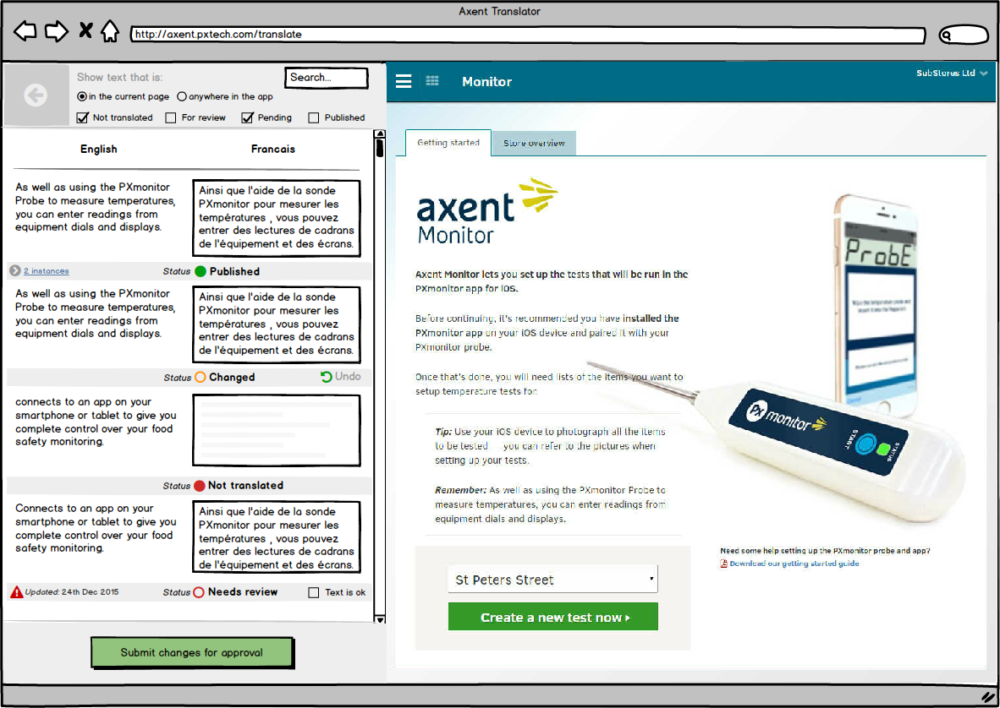 Axent Translator
http://axent.pxtech.com/translate
Show text that is:
Search...
in the current page
anywhere in the app
Not translated
For review
Pending
Published
English
Francais
As well as using the PXmonitor
Probe to measure temperatures,
you can enter readings from
equipment dials and displays.
Ainsi que l'aide de la sonde
PXmonitor pour mesurer les
températures , vous pouvez
entrer des lectures de cadrans
de l'équipement et des écrans.
2 instances
Status Published
As well as using the PXmonitor
Probe to measure temperatures,
you can enter readings from
equipment dials and displays.
Ainsi que l'aide de la sonde
PXmonitor pour mesurer les
températures , vous pouvez
entrer des lectures de cadrans
de l'équipement et des écrans.
Status Changed
Undo
connects to an app on your
smartphone or tablet to give you
complete control over your food
safety monitoring.
Status Not translated
Connects to an app on your
smartphone or tablet to give you
complete control over your food
safety monitoring.
Ainsi que l'aide de la sonde
PXmonitor pour mesurer les
températures , vous pouvez
entrer des lectures de cadrans
de l'équipement et des écrans.
Updated: 24th Dec 2015
Status Needs review
Text is ok
Submit changes for approval
Monitor
SubStores Ltd
Getting started
Store overview
axent
Monitor
Axent Monitor lets you set up the tests that will be run in the
PXmonitor app for iOS.
Before continuing, it's recommended you have installed the
PXmonitor app on your iOS device and paired it with your
PXmonitor probe.
Once that's done, you will need lists of the items you want to
setup temperature tests for:
Tip: Use your iOS device to photograph all the items
to be tested you can refer to the pictures when
setting up your tests.
Remember: As well as using the PXmonitor Probe to
measure temperatures, you can enter readings from
equipment dials and displays.
St Peters Street
Create a new test now
ProbE
PX monitor
START
STATUS
Need some help setting up the PXmonitor probe and app?
Download our getting started guide